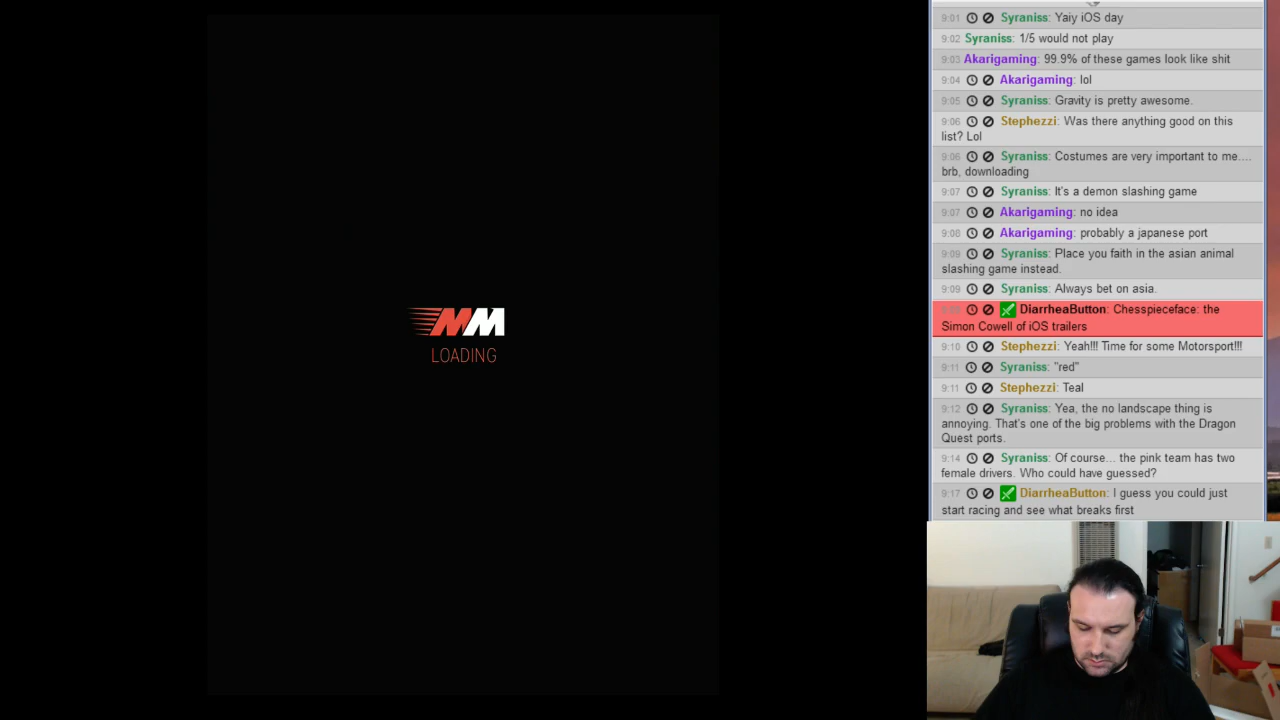 MM
LOADING
9:01 Syraniss: Yaiy iOS day
9:02 Syraniss: 1/5 would not play
9:03 Akarigaming: 99.9% of these games look like shit
9:04 Akarigaming: lol
9:05 Syraniss: Gravity is pretty awesome.
9:06 Stephezzi: Was there anything good on this
list? Lol
9:06 Syraniss: Costumes are very important to me....
brb, downloading
9:07 Syraniss: It's a demon slashing game
9:07 Akarigaming: no idea
9:08 Akarigaming: probably a japanese port
9:09 Syraniss: Place you faith in the asian animal
slashing game instead.
9:09 Syraniss: Always bet on asia.
DiarrheaButton: Chesspieceface: the
Simon Cowell of iOS trailers
9:10 Stephezzi: Yeah!!! Time for some Motorsport!!!
9:11 Syraniss: "red"
9:11 Stephezzi: Teal
9:12 Syraniss: Yea, the no landscape thing is
annoying. That's one of the big problems with the Dragon
Quest ports.
9:14 Syraniss: Of course... the pink team has two
female drivers. Who could have guessed?
9:17 DiarrheaButton: I guess you could just
start racing and see what breaks first